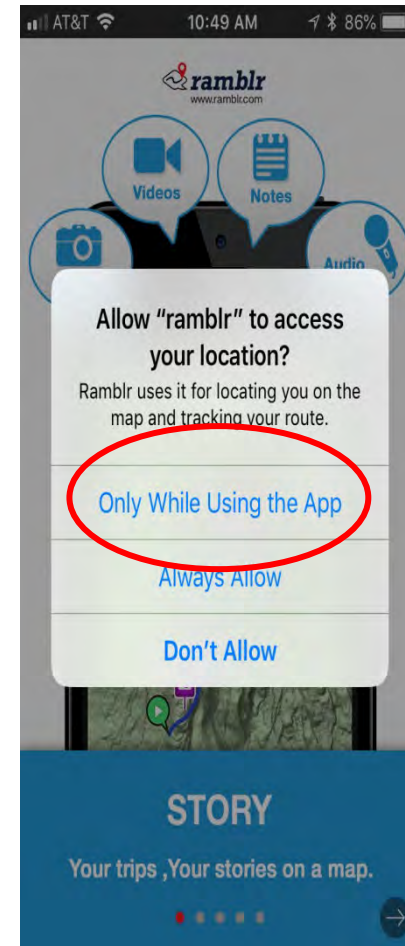 AT&T 10:49 AM 86%
ramblr
www.ramblr.com
Videos
Notes
Audio
Allow “ramblr” to access
your location?
Ramblr uses it for locating you on the
map and tracking your route.
Only While Using the App
Always Allow
Don’t Allow
STORY
Your trips ,Your stories on a map.